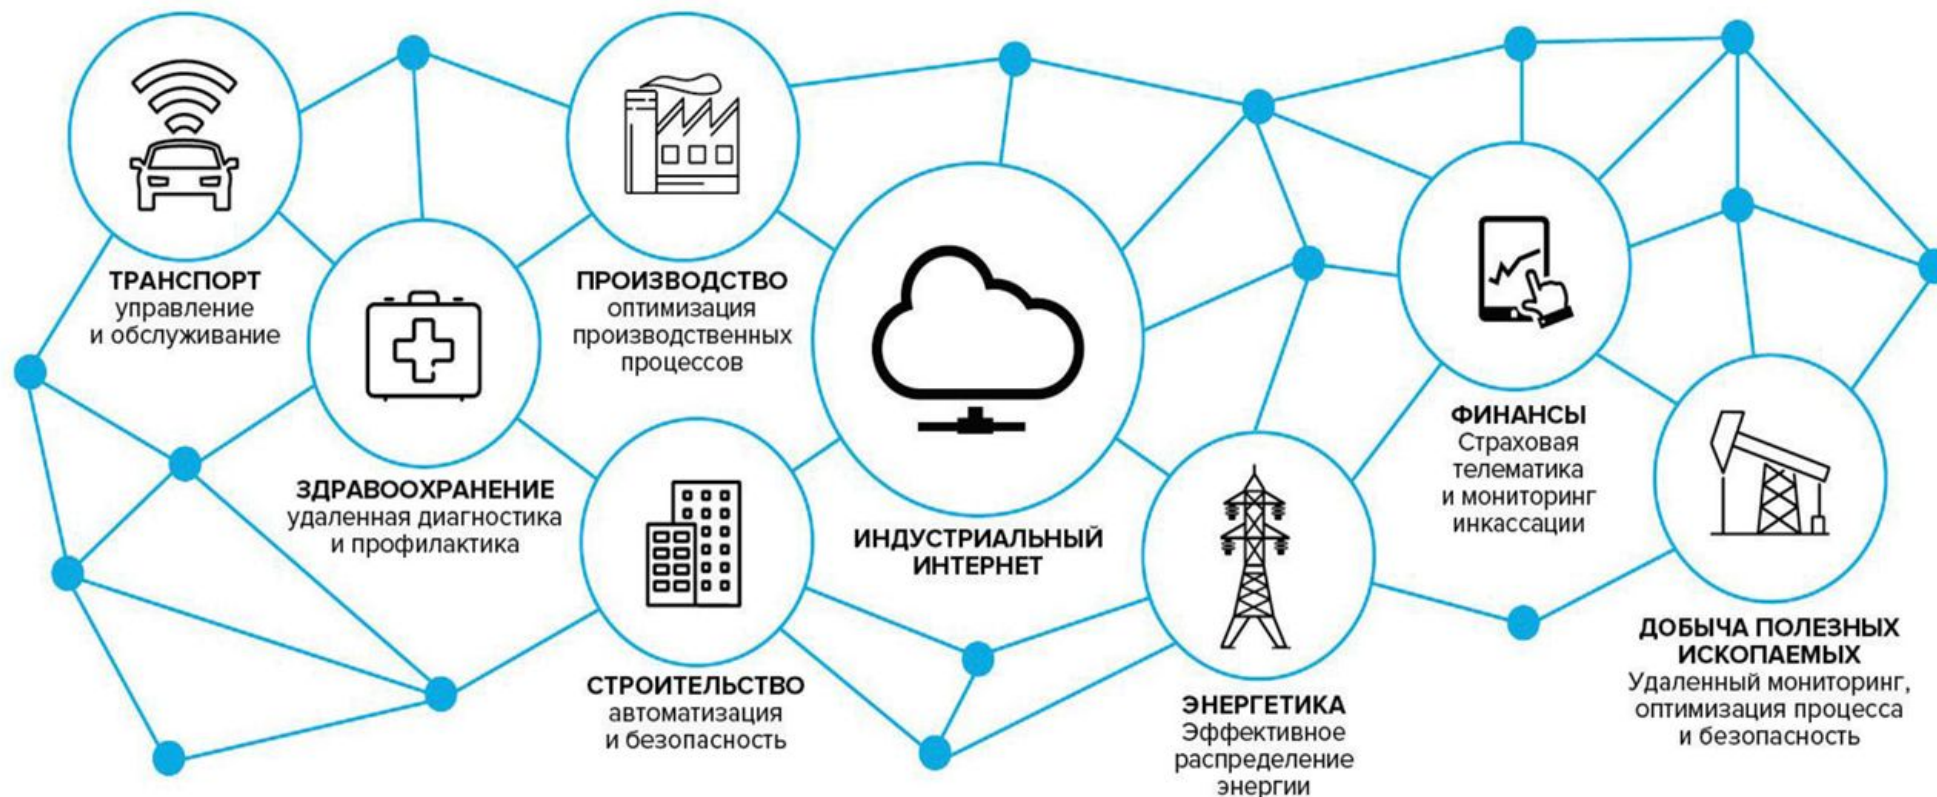 ТРАНСПОРТ
управление
и обслуживание
ЗДРАВООХРАНЕНИЕ
удаленная диагностика
и профилактика
ПРОИЗВОДСТВО
оптимизация
производственных
процессов
СТРОИТЕЛЬСТВО
автоматизация
и безопасность
ИНДУСТРИАЛЬНЫЙ
ИНТЕРНЕТ
ЭНЕРГЕТИКА
Эффективное
распределение
энергии
ФИНАНСЫ
Страховая
телематика
и мониторинг
инкассации
ДОБЫЧА ПОЛЕЗНЫХ
ИСКОПАЕМЫХ
Удаленный мониторинг,
оптимизация процесса
и безопасность